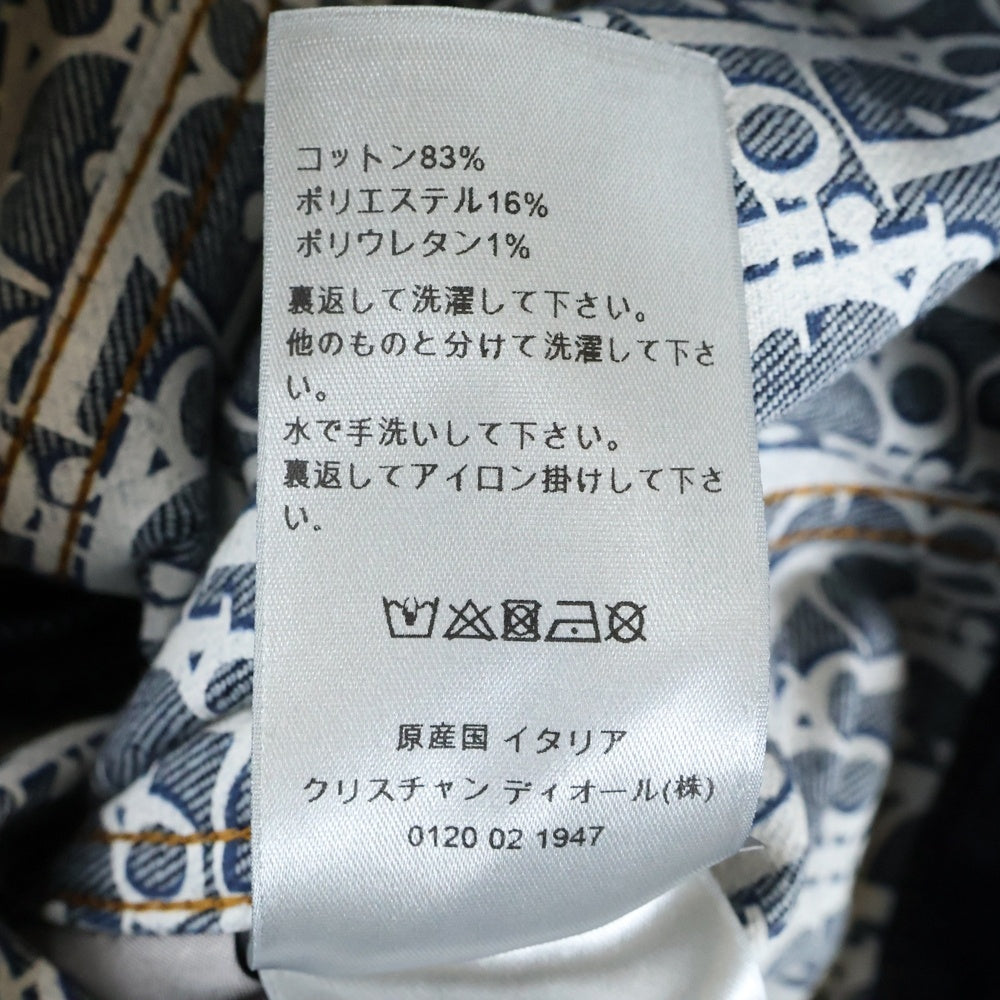 コットン83%
ポリエステル16%
ポリウレタン1%
裏返して洗濯して下さい。
他のものと分けて洗濯して下さ
い。
水で手洗いして下さい。
裏返してアイロン掛けして下さ
い。
原産国 イタリア
クリスチャン ディオール(株)
0120 02 1947